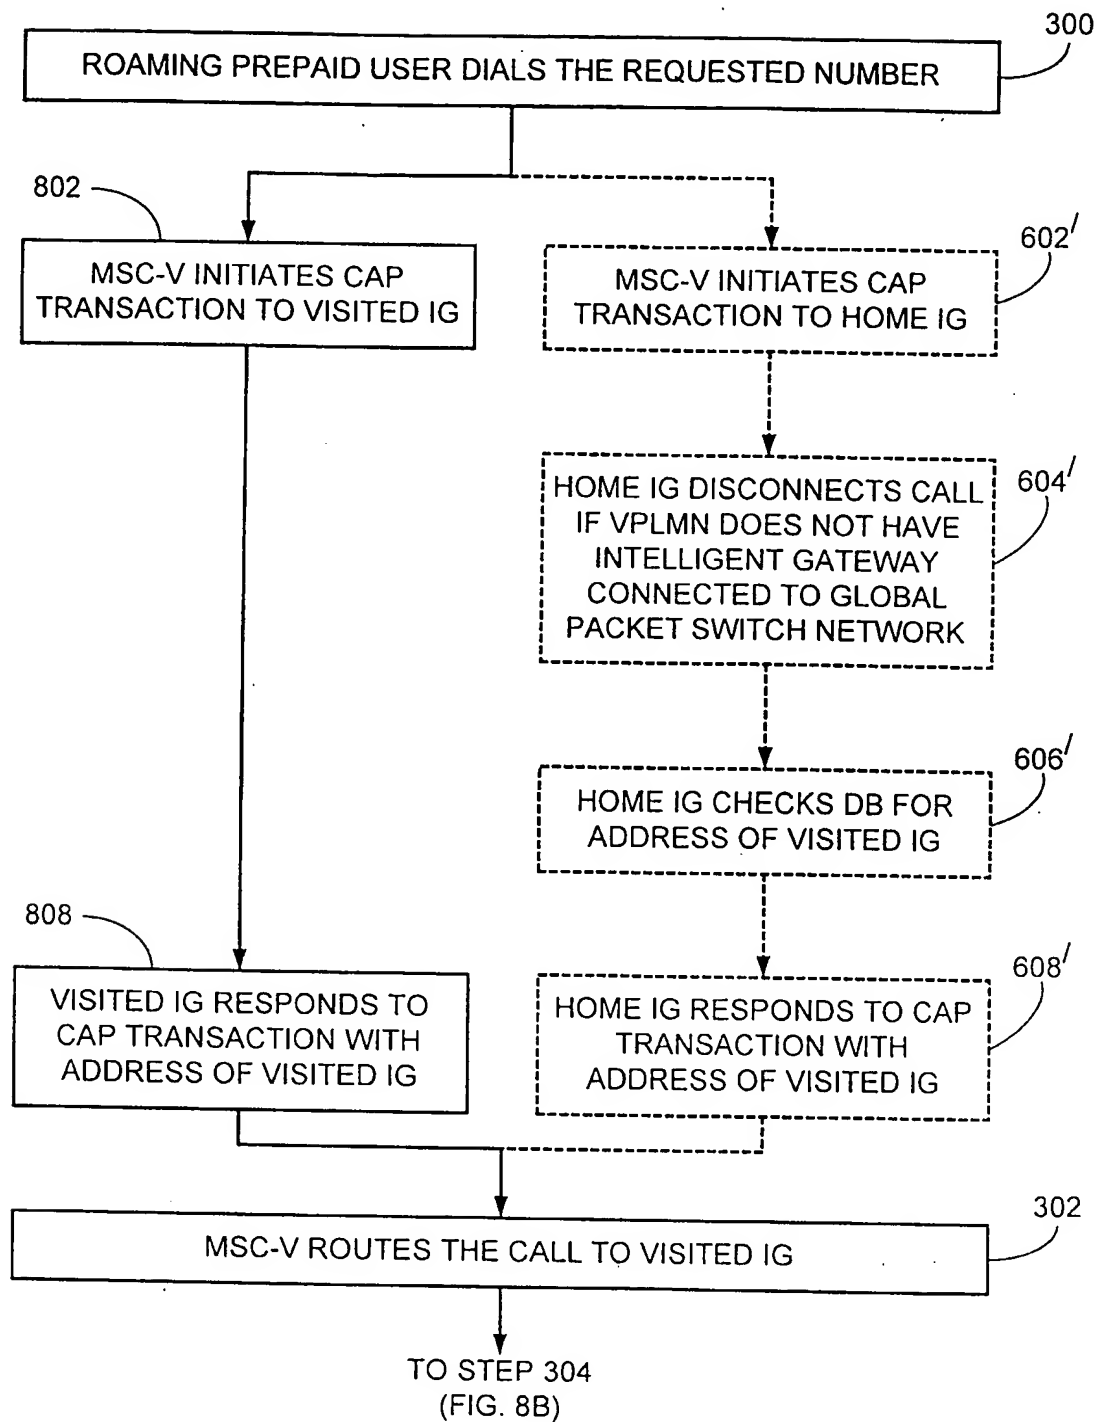 300
ROAMING PREPAID USER DIALS THE REQUESTED NUMBER
802
MSC-V INITIATES CAP
TRANSACTION TO VISITED IG
602'
MSC-V INITIATES CAP
TRANSACTION TO HOME IG
604'
HOME IG DISCONNECTS CALL
IF VPLMN DOES NOT HAVE
INTELLIGENT GATEWAY
CONNECTED TO GLOBAL
PACKET SWITCH NETWORK
606'
HOME IG CHECKS DB FOR
ADDRESS OF VISITED IG
808
VISITED IG RESPONDS TO
CAP TRANSACTION WITH
ADDRESS OF VISITED IG
608'
HOME IG RESPONDS TO CAP
TRANSACTION WITH
ADDRESS OF VISITED IG
302
MSC-V ROUTES THE CALL TO VISITED IG
TO STEP 304
(FIG. 8B)